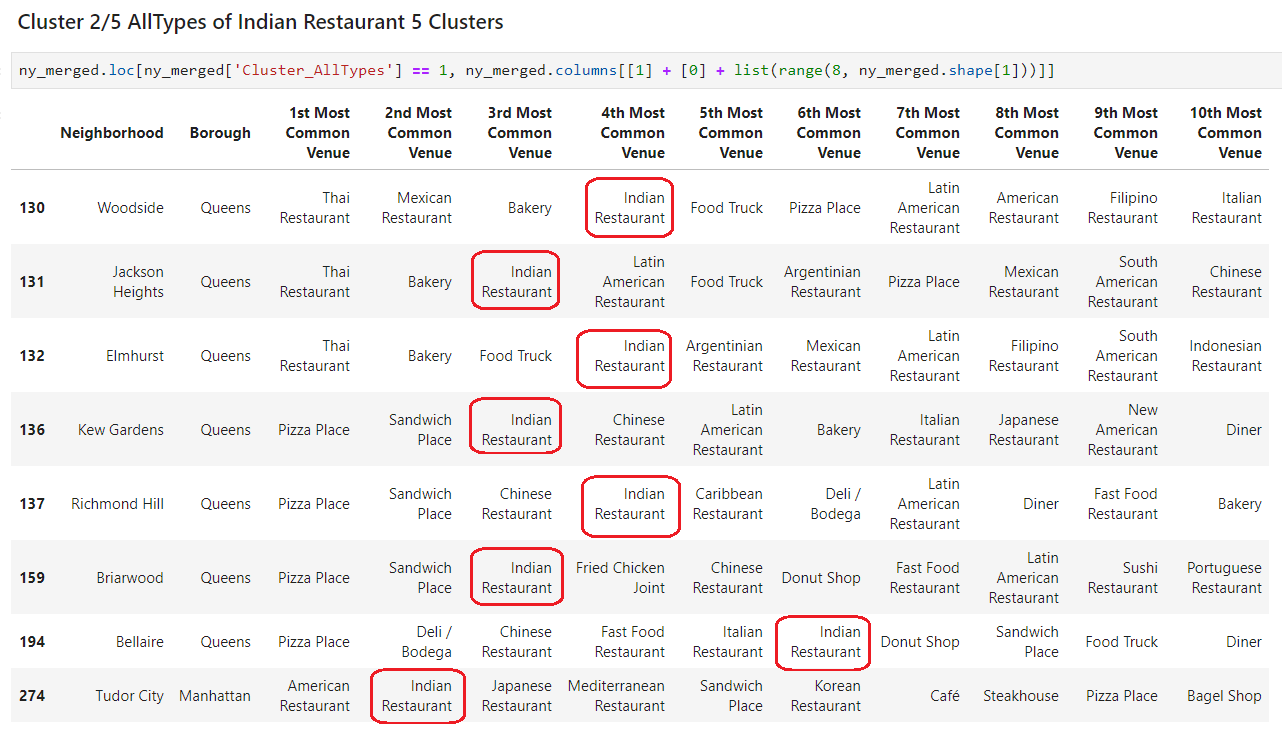 Cluster 2/5 AllTypes of Indian Restaurant 5 Clusters
ny_merged.loc[ny_merged['Cluster_AllTypes'] == 1, ny_merged.columns[[1] + [0] + list(range(8, ny_merged.shape[1]))]]
Neighborhood Borough 1st Most Common Venue 2nd Most Common Venue 3rd Most Common Venue 4th Most Common Venue 5th Most Common Venue 6th Most Common Venue 7th Most Common Venue 8th Most Common Venue 9th Most Common Venue 10th Most Common Venue
130 Woodside Queens Thai Restaurant Mexican Restaurant Bakery Indian Restaurant Food Truck Pizza Place Latin American Restaurant American Restaurant Filipino Restaurant Italian Restaurant
131 Jackson Heights Queens Thai Restaurant Bakery Indian Restaurant Latin American Restaurant Food Truck Argentinian Restaurant Pizza Place Mexican Restaurant South American Restaurant Chinese Restaurant
132 Elmhurst Queens Thai Restaurant Bakery Food Truck Indian Restaurant Argentinian Restaurant Mexican Restaurant Latin American Restaurant Filipino Restaurant South American Restaurant Indonesian Restaurant
136 Kew Gardens Queens Pizza Place Sandwich Place Indian Restaurant Chinese Restaurant Latin American Restaurant Bakery Italian Restaurant Japanese Restaurant New American Restaurant Diner
137 Richmond Hill Queens Pizza Place Sandwich Place Chinese Restaurant Indian Restaurant Caribbean Restaurant Deli / Bodega Latin American Restaurant Diner Fast Food Restaurant Bakery
159 Briarwood Queens Pizza Place Sandwich Place Indian Restaurant Fried Chicken Joint Chinese Restaurant Donut Shop Fast Food Restaurant Latin American Restaurant Sushi Restaurant Portuguese Restaurant
194 Bellaire Queens Pizza Place Deli / Bodega Chinese Restaurant Fast Food Restaurant Italian Restaurant Indian Restaurant Donut Shop Sandwich Place Food Truck Diner
274 Tudor City Manhattan American Restaurant Indian Restaurant Japanese Restaurant Mediterranean Restaurant Sandwich Place Korean Restaurant Café Steakhouse Pizza Place Bagel Shop